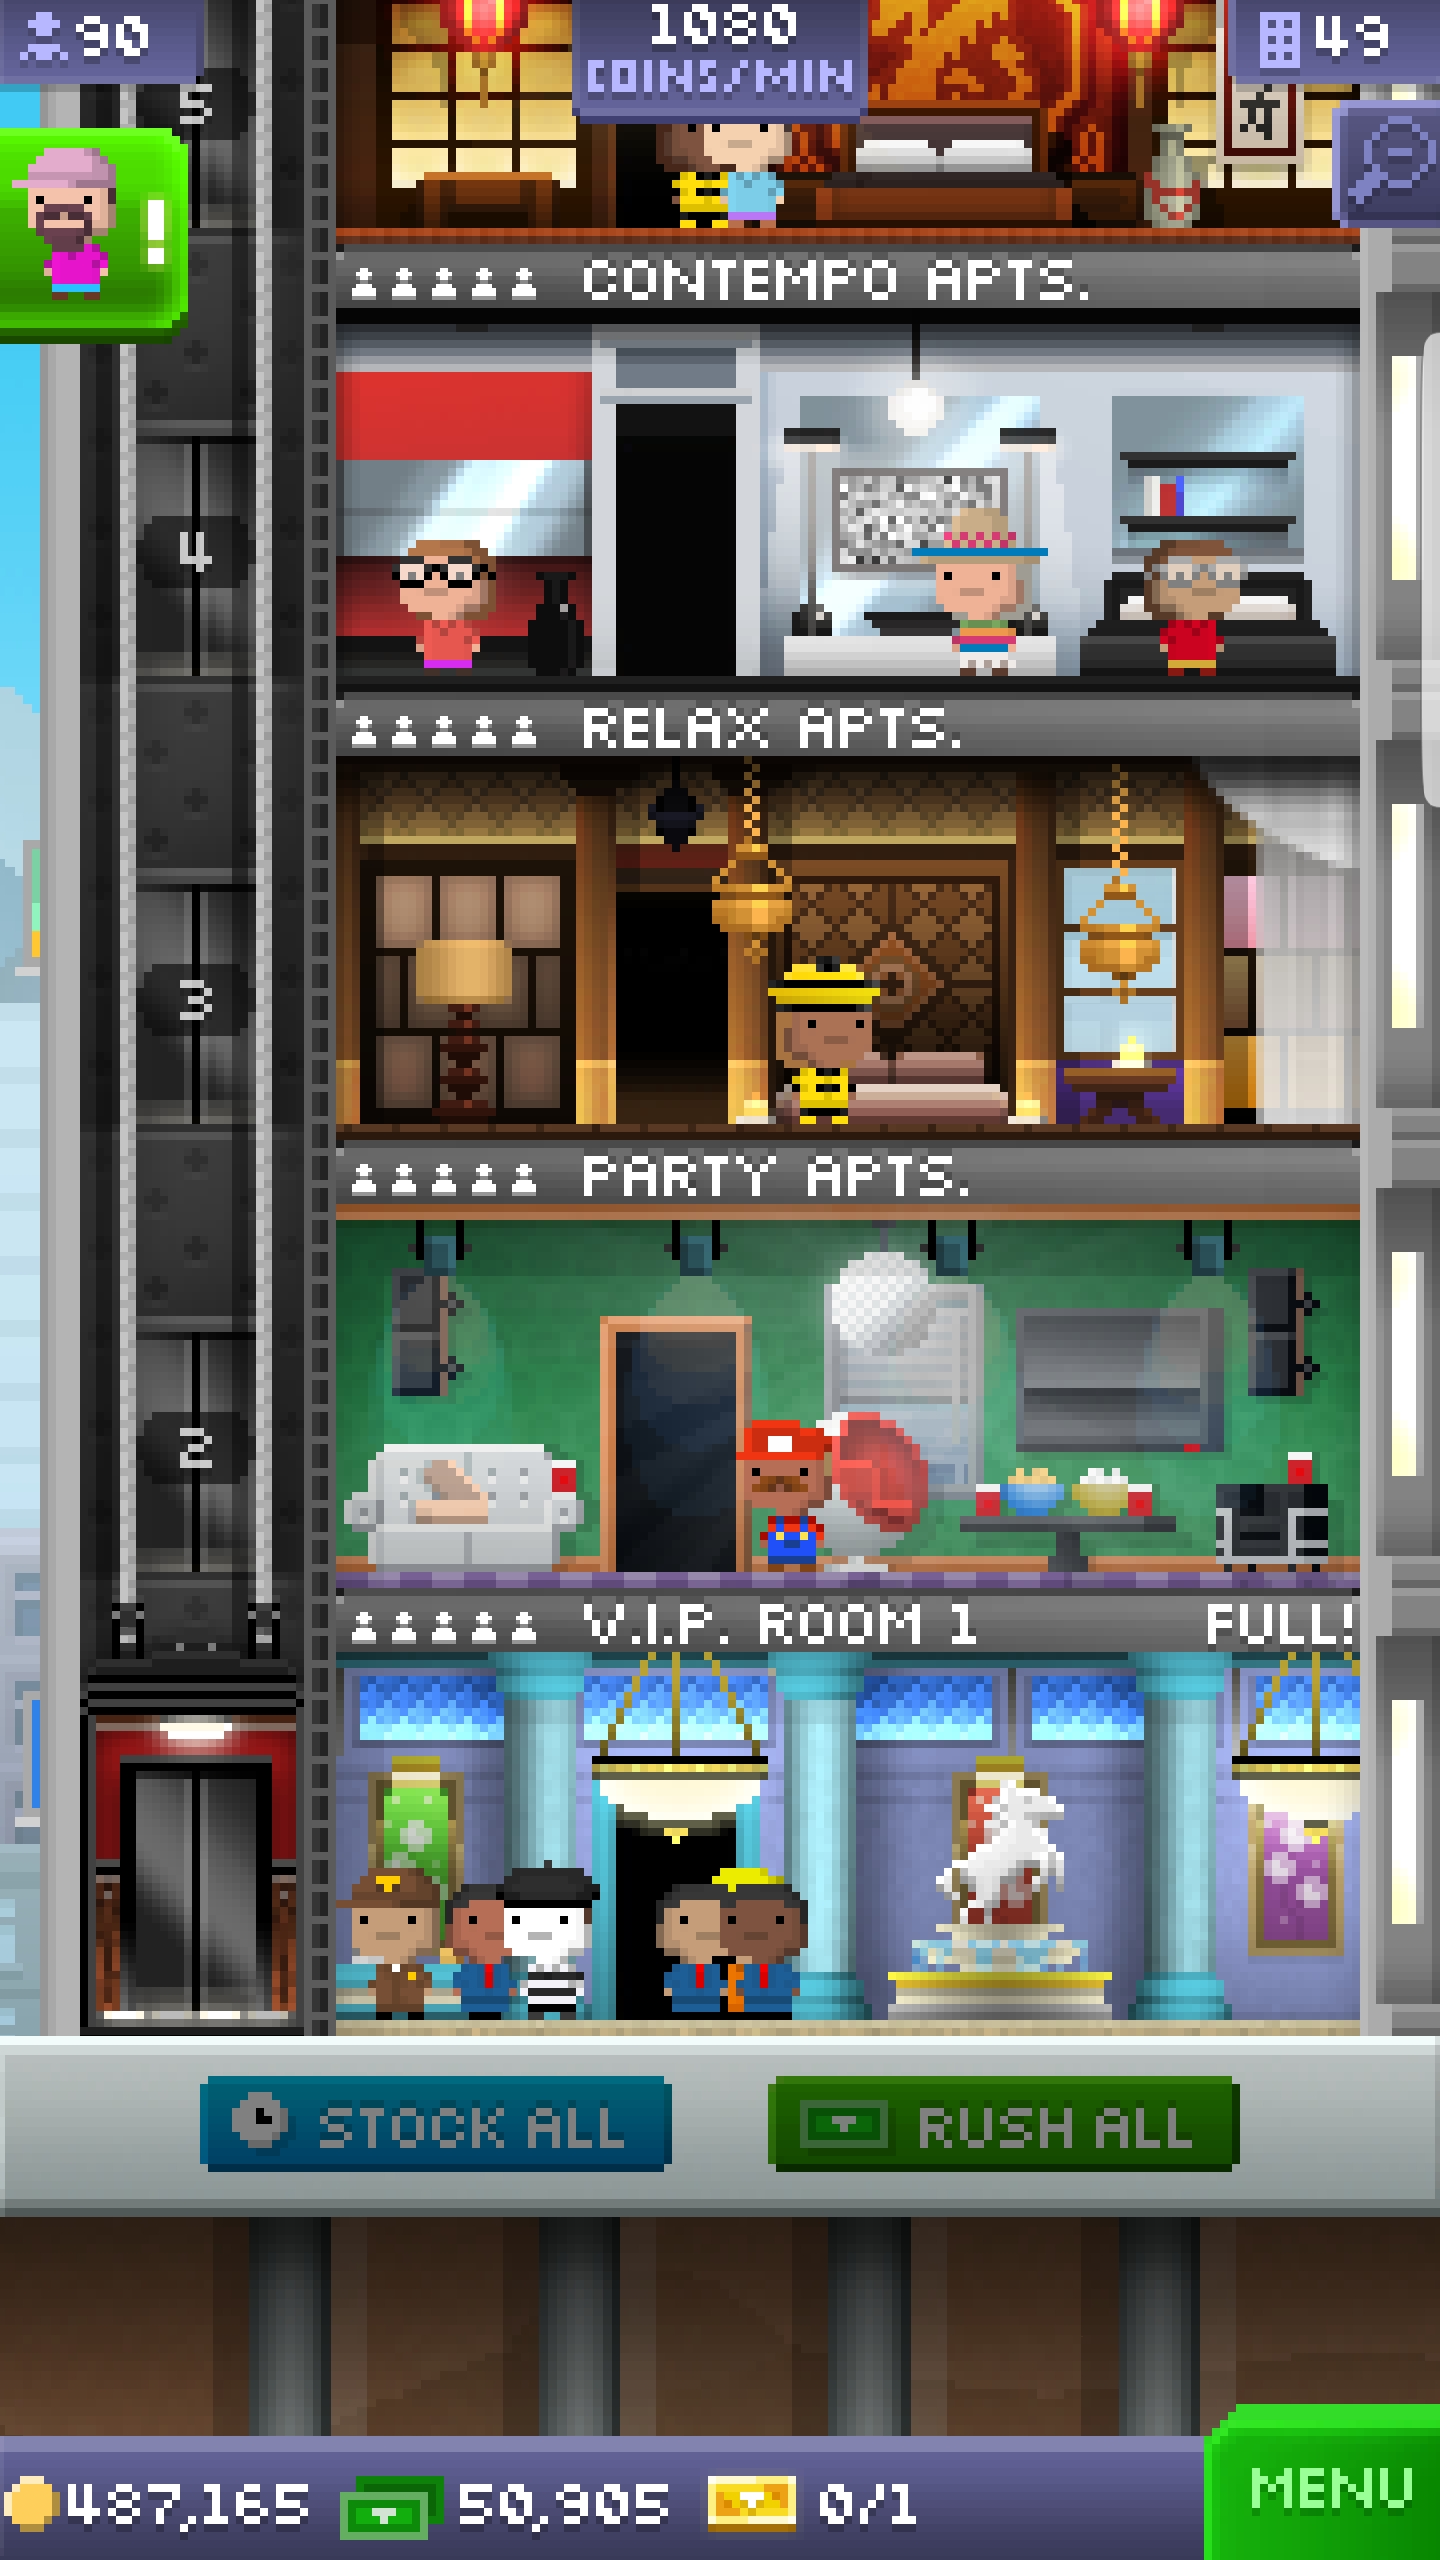 90
1080
COINS/MIN
49
5
!
CONTEMPO APTS.
4
RELAX APTS.
3
PARTY APTS.
2
V.I.P. ROOM 1 FULL!
STOCK ALL
RUSH ALL
487,165
50,905
0/1
MENU